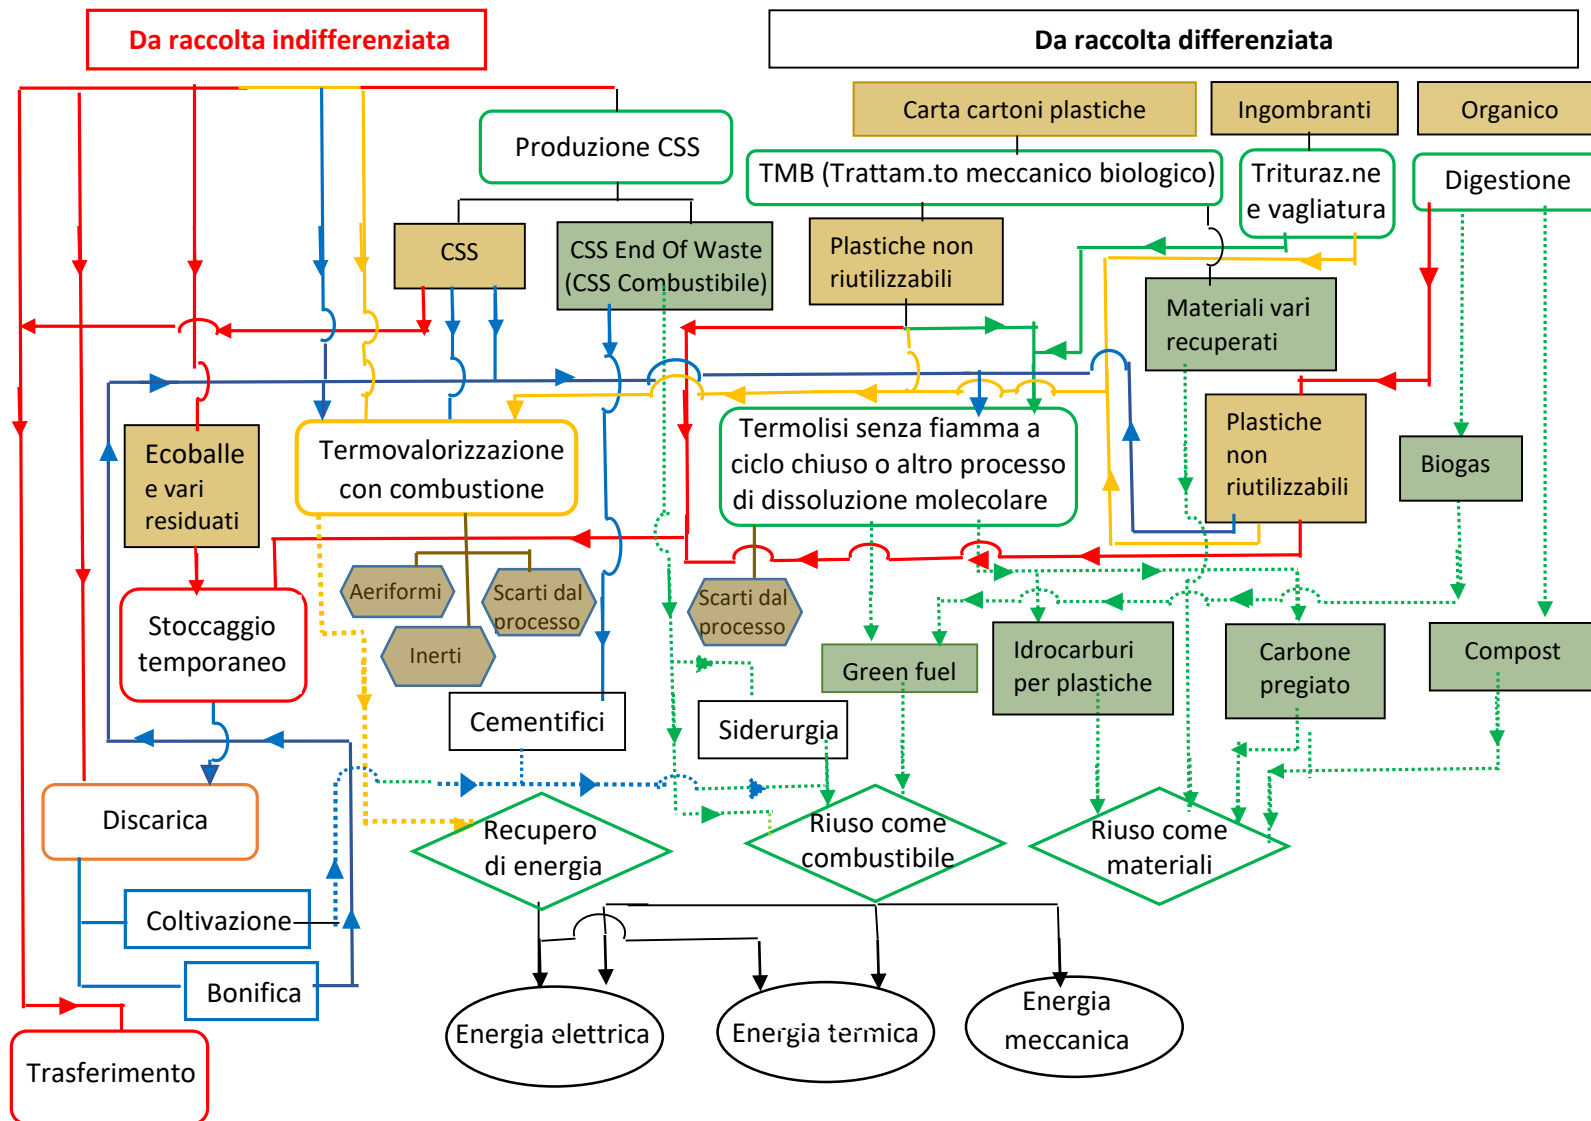 Da raccolta indifferenziata
Da raccolta differenziata
Carta cartoni plastiche
Ingombranti
Organico
Produzione CSS
TMB (Trattam.to meccanico biologico)
Trituraz.ne
e vagliatura
Digestione
CSS
CSS End Of Waste
(CSS Combustibile)
Plastiche non
riutilizzabili
Materiali vari
recuperati
Ecoballe
e vari
residuati
Termovalorizzazione
con combustione
Termolisi senza fiamma a
ciclo chiuso o altro processo
di dissoluzione molecolare
Plastiche
non
riutilizzabili
Biogas
Aeriformi
Scarti dal
processo
Inerti
Scarti dal
processo
Stoccaggio
temporaneo
Green fuel
Idrocarburi
per plastiche
Carbone
pregiato
Compost
Cementifici
Siderurgia
Discarica
Recupero
di energia
Riuso come
combustibile
Riuso come
materiali
Coltivazione
Bonifica
Energia elettrica
Energia termica
Energia
meccanica
Trasferimento